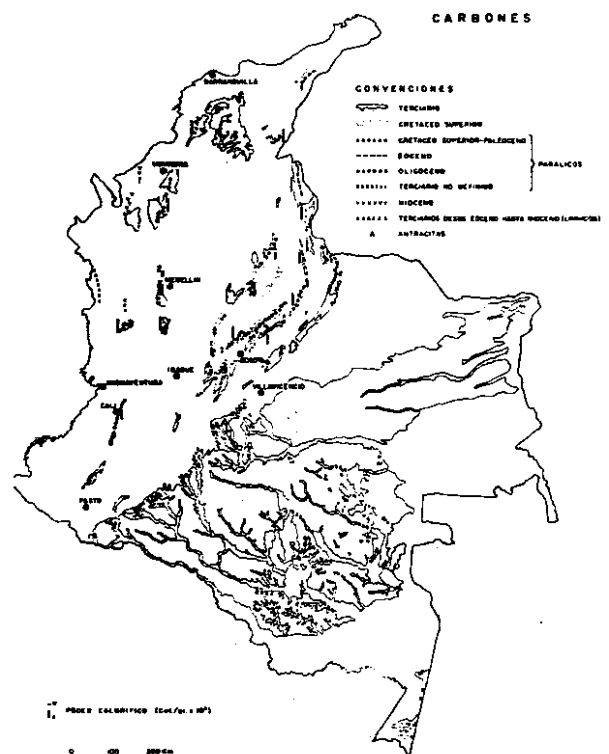 CARBONES
CONVENCIONES
TERCIARIO
CRETACEO SUPERIOR
CRETACEO SUPERIOR-PALEOCENO
EOCENO
OLIGOCENO
TERCIARIO NO DEFINIDO
PARALICOS
MIOCENO
TERCIARIOS DESDE EOCENO HASTA MIOCENO (LIMNICOS)
ANTRACITAS
BARRANQUILLA
MONTERIA
MEDELLIN
BOGOTA
IBAGUE
BUENAVENTURA
VILLAVICENCIO
CALI
PASTO
PODER CALORIFICO (Cal/gr. x 10³)
0 100 200 Km